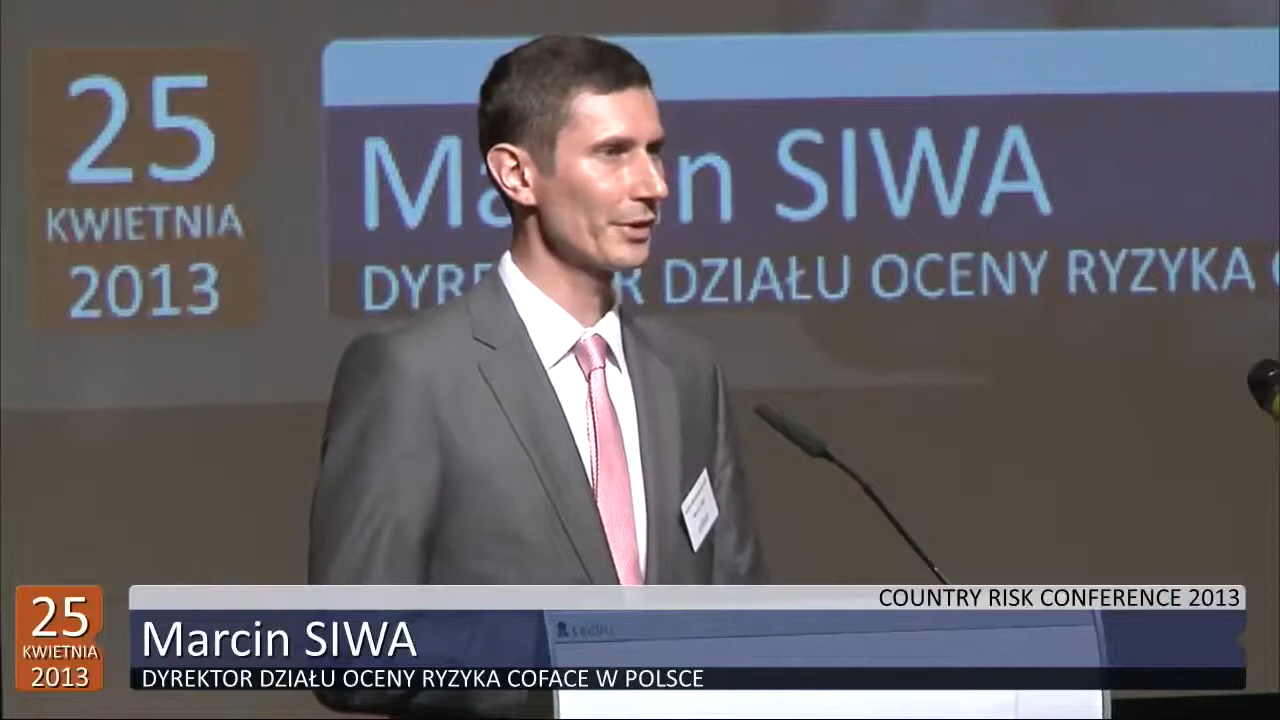 25
KWIETNIA
2013
SIWA
DZIAŁU OCENY RYZYKA
COUNTRY RISK CONFERENCE 2013
25
KWIETNIA
2013
Marcin SIWA
DYREKTOR DZIAŁU OCENY RYZYKA COFACE W POLSCE